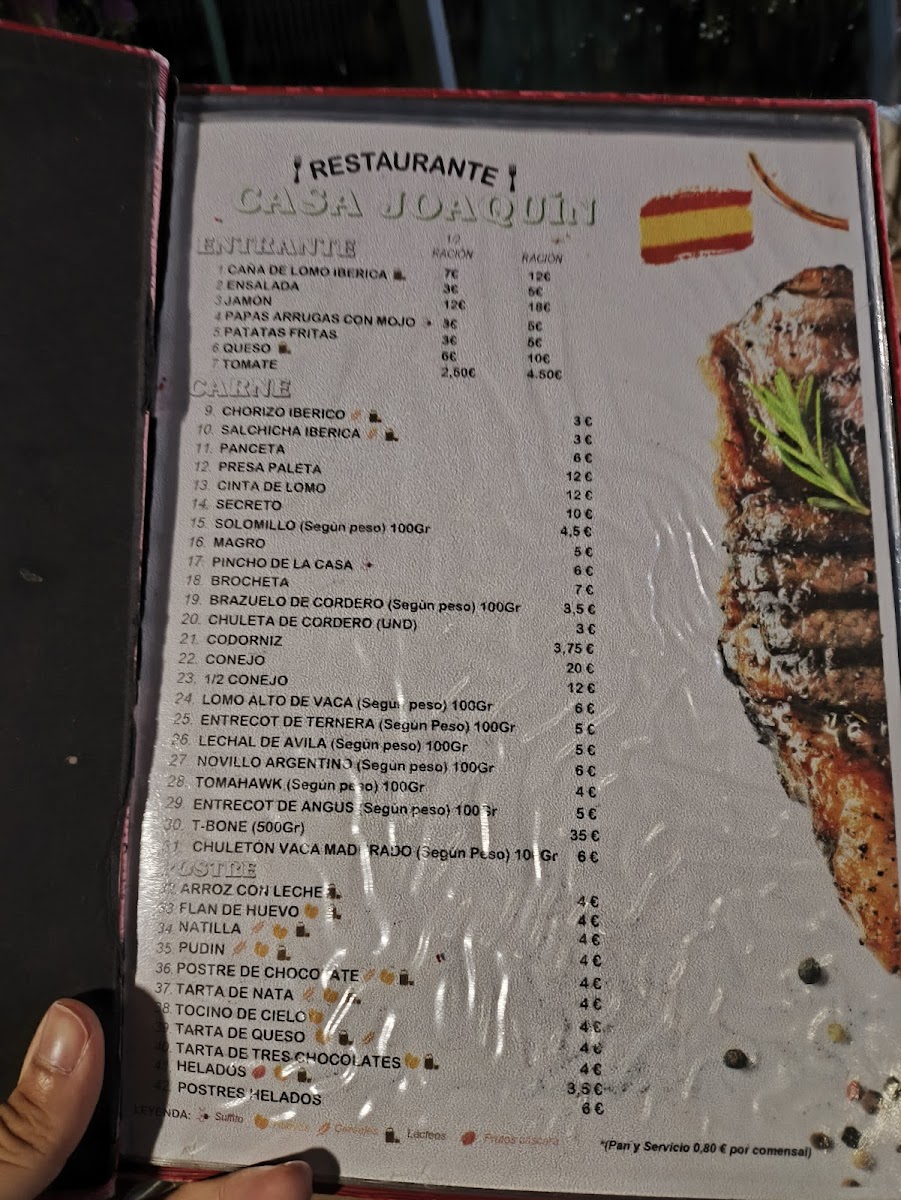 RESTAURANTE
CASA JOAQUÍN
ENTRANTE 1/2 RACIÓN RACIÓN
1 CAÑA DE LOMO IBERICA 7€ 12€
2 ENSALADA 3€ 5€
3 JAMÓN 12€ 18€
4 PAPAS ARRUGAS CON MOJO 3€ 5€
5 PATATAS FRITAS 3€ 5€
6 QUESO 6€ 10€
7 TOMATE 2,50€ 4.50€
CARNE
9. CHORIZO IBERICO 3 €
10. SALCHICHA IBERICA 3 €
11. PANCETA 6 €
12. PRESA PALETA 12 €
13. CINTA DE LOMO 12 €
14. SECRETO 10 €
15. SOLOMILLO (Según peso) 100Gr 4,5 €
16. MAGRO 5 €
17. PINCHO DE LA CASA 6 €
18. BROCHETA 7 €
19. BRAZUELO DE CORDERO (Según peso) 100Gr 3,5 €
20. CHULETA DE CORDERO (UND) 3 €
21. CODORNIZ 3,75 €
22. CONEJO 20 €
23. 1/2 CONEJO 12 €
24. LOMO ALTO DE VACA (Según peso) 100Gr 6 €
25. ENTRECOT DE TERNERA (Según Peso) 100Gr 5 €
26. LECHAL DE AVILA (Según peso) 100Gr 5 €
27. NOVILLO ARGENTINO (Según peso) 100Gr 6 €
28. TOMAHAWK (Según peso) 100Gr 4 €
29. ENTRECOT DE ANGUS (Según peso) 100Gr 5 €
30. T-BONE (500Gr) 35 €
31. CHULETÓN VACA MADURADO (Según Peso) 100Gr 6 €
POSTRE
32. ARROZ CON LECHE 4 €
33. FLAN DE HUEVO 4 €
34. NATILLA 4 €
35. PUDIN 4 €
36. POSTRE DE CHOCOLATE 4 €
37. TARTA DE NATA 4 €
38. TOCINO DE CIELO 4 €
39. TARTA DE QUESO 4 €
40. TARTA DE TRES CHOCOLATES 4 €
41. HELADOS 3,5 €
42. POSTRES HELADOS 6 €
LEYENDA: Sulfito Huevos Cereales Lácteos Frutos cáscara
*(Pan y Servicio 0,80 € por comensal)